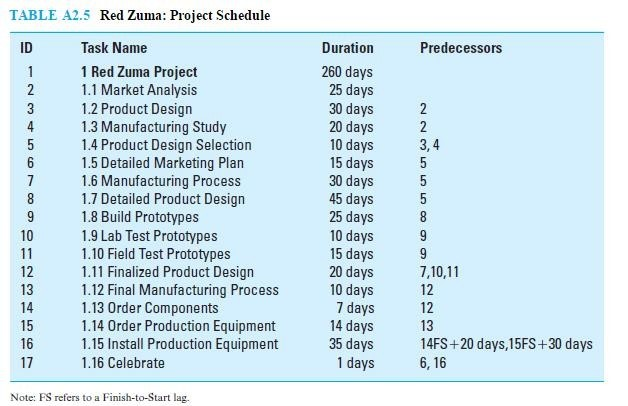 TABLE A2.5 Red Zuma: Project Schedule
ID Task Name Duration Predecessors
1 1 Red Zuma Project 260 days
2 1.1 Market Analysis 25 days
3 1.2 Product Design 30 days 2
4 1.3 Manufacturing Study 20 days 2
5 1.4 Product Design Selection 10 days 3, 4
6 1.5 Detailed Marketing Plan 15 days 5
7 1.6 Manufacturing Process 30 days 5
8 1.7 Detailed Product Design 45 days 5
9 1.8 Build Prototypes 25 days 8
10 1.9 Lab Test Prototypes 10 days 9
11 1.10 Field Test Prototypes 15 days 9
12 1.11 Finalized Product Design 20 days 7,10,11
13 1.12 Final Manufacturing Process 10 days 12
14 1.13 Order Components 7 days 12
15 1.14 Order Production Equipment 14 days 13
16 1.15 Install Production Equipment 35 days 14FS+20 days,15FS+30 days
17 1.16 Celebrate 1 days 6, 16
Note: FS refers to a Finish-to-Start lag.